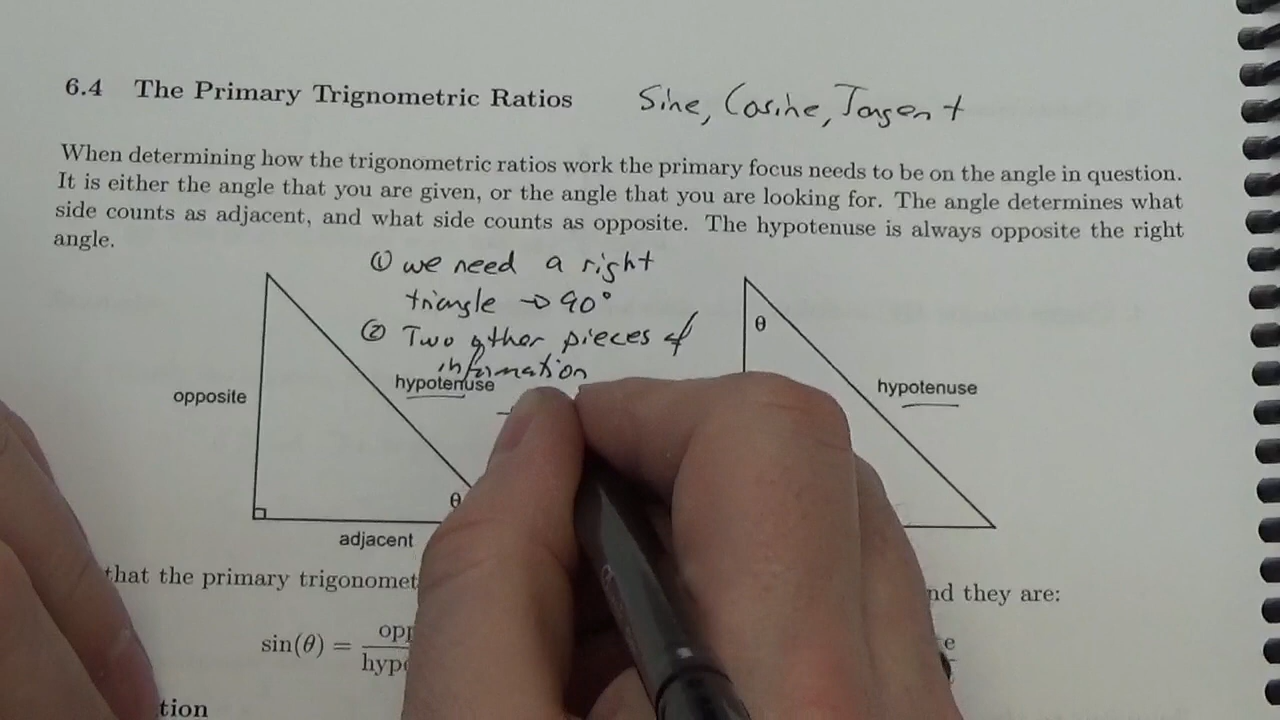 6.4 The Primary Trignometric Ratios Sine, Cosine, Tangent
When determining how the trigonometric ratios work the primary focus needs to be on the angle in question.
It is either the angle that you are given, or the angle that you are looking for. The angle determines what
side counts as adjacent, and what side counts as opposite. The hypotenuse is always opposite the right
angle.
① we need a right
triangle → 90°
② Two other pieces of
information
θ
hypotenuse
hypotenuse
opposite
θ
adjacent
that the primary
they are:
sin(θ) =